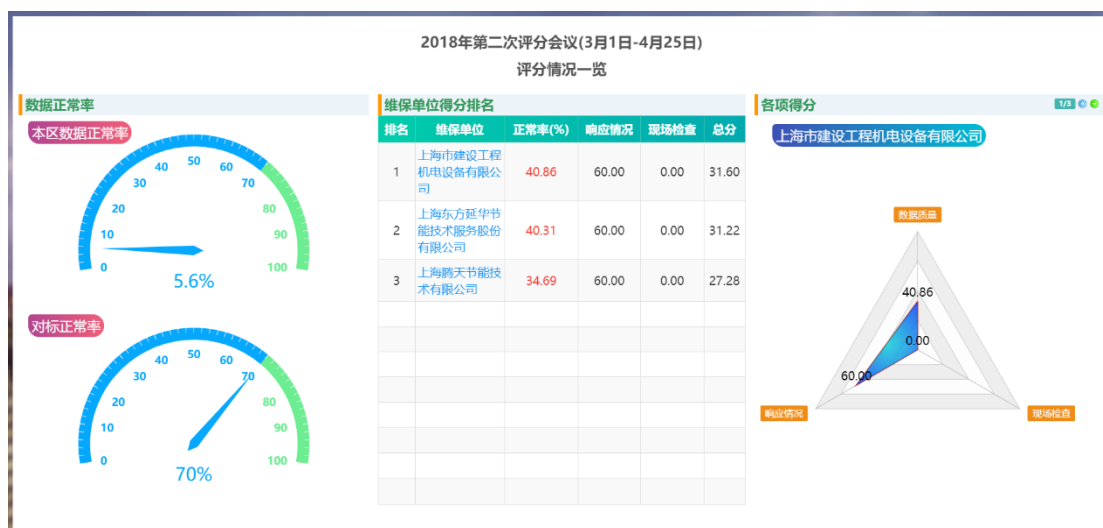 2018年第二次评分会议(3月1日-4月25日)
评分情况一览
数据正常率
本区数据正常率
0
10
20
30
40
50
60
70
80
90
100
5.6%
对标正常率
0
10
20
30
40
50
60
70
80
90
100
70%
维保单位得分排名
排名 维保单位 正常率(%) 响应情况 现场检查 总分
1 上海市建设工程
机电设备有限公
司 40.86 60.00 0.00 31.60
2 上海东方延华节
能技术服务股份
有限公司 40.31 60.00 0.00 31.22
3 上海腾天节能技
术有限公司 34.69 60.00 0.00 27.28
各项得分
1/3
上海市建设工程机电设备有限公司
数据质量
40.86
0.00
60.00
响应情况
现场检查